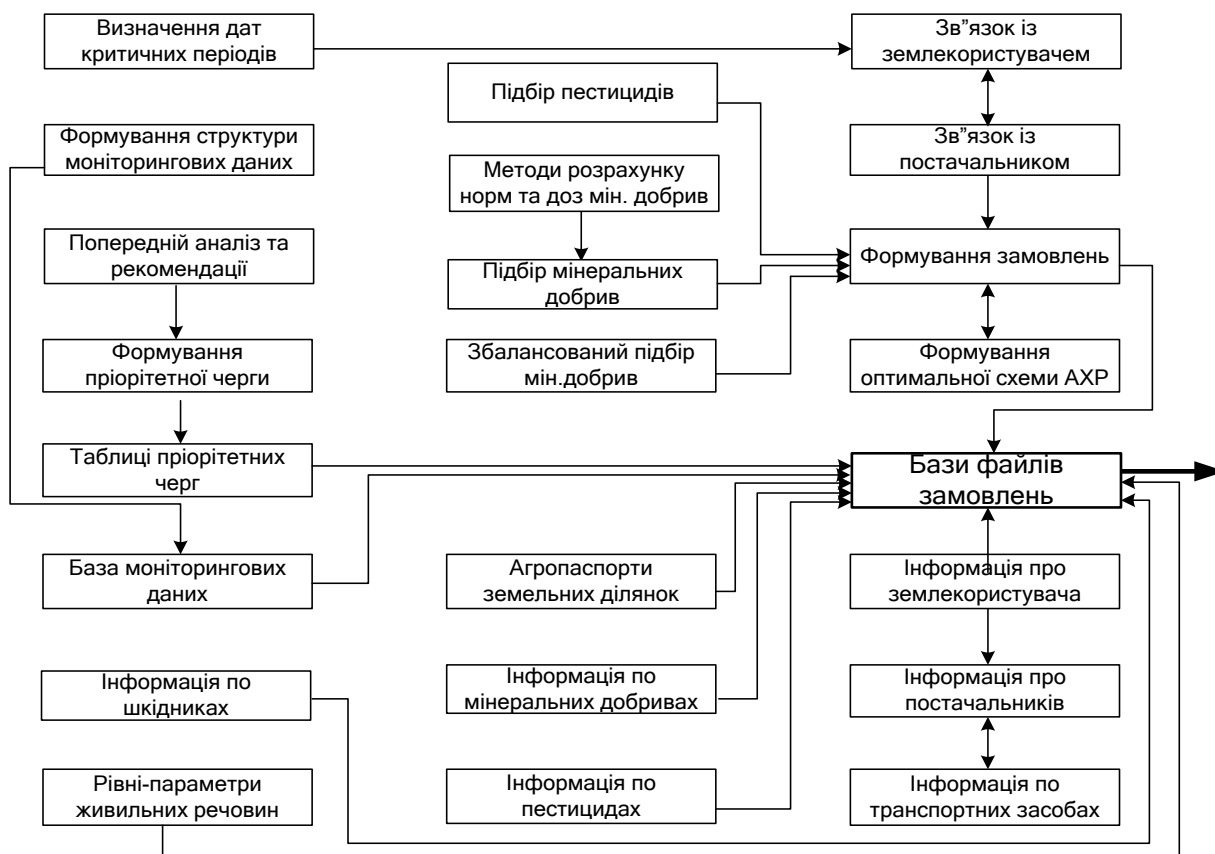 Визначення дат
критичних періодів
Зв"язок із
землекористувачем
Підбір пестицидів
Формування структури
моніторингових даних
Зв"язок із
постачальником
Методи розрахунку
норм та доз мін. добрив
Попередній аналіз та
рекомендації
Підбір мінеральних
добрив
Формування замовлень
Формування
пріорітетної черги
Збалансований підбір
мін.добрив
Формування
оптимальної схеми АХР
Таблиці пріорітетних
черг
Бази файлів
замовлень
База моніторингових
даних
Агропаспорти
земельних ділянок
Інформація про
землекористувача
Інформація по
шкідниках
Інформація по
мінеральних добривах
Інформація про
постачальників
Рівні-параметри
живильних речовин
Інформація по
пестицидах
Інформація по
транспортних засобах